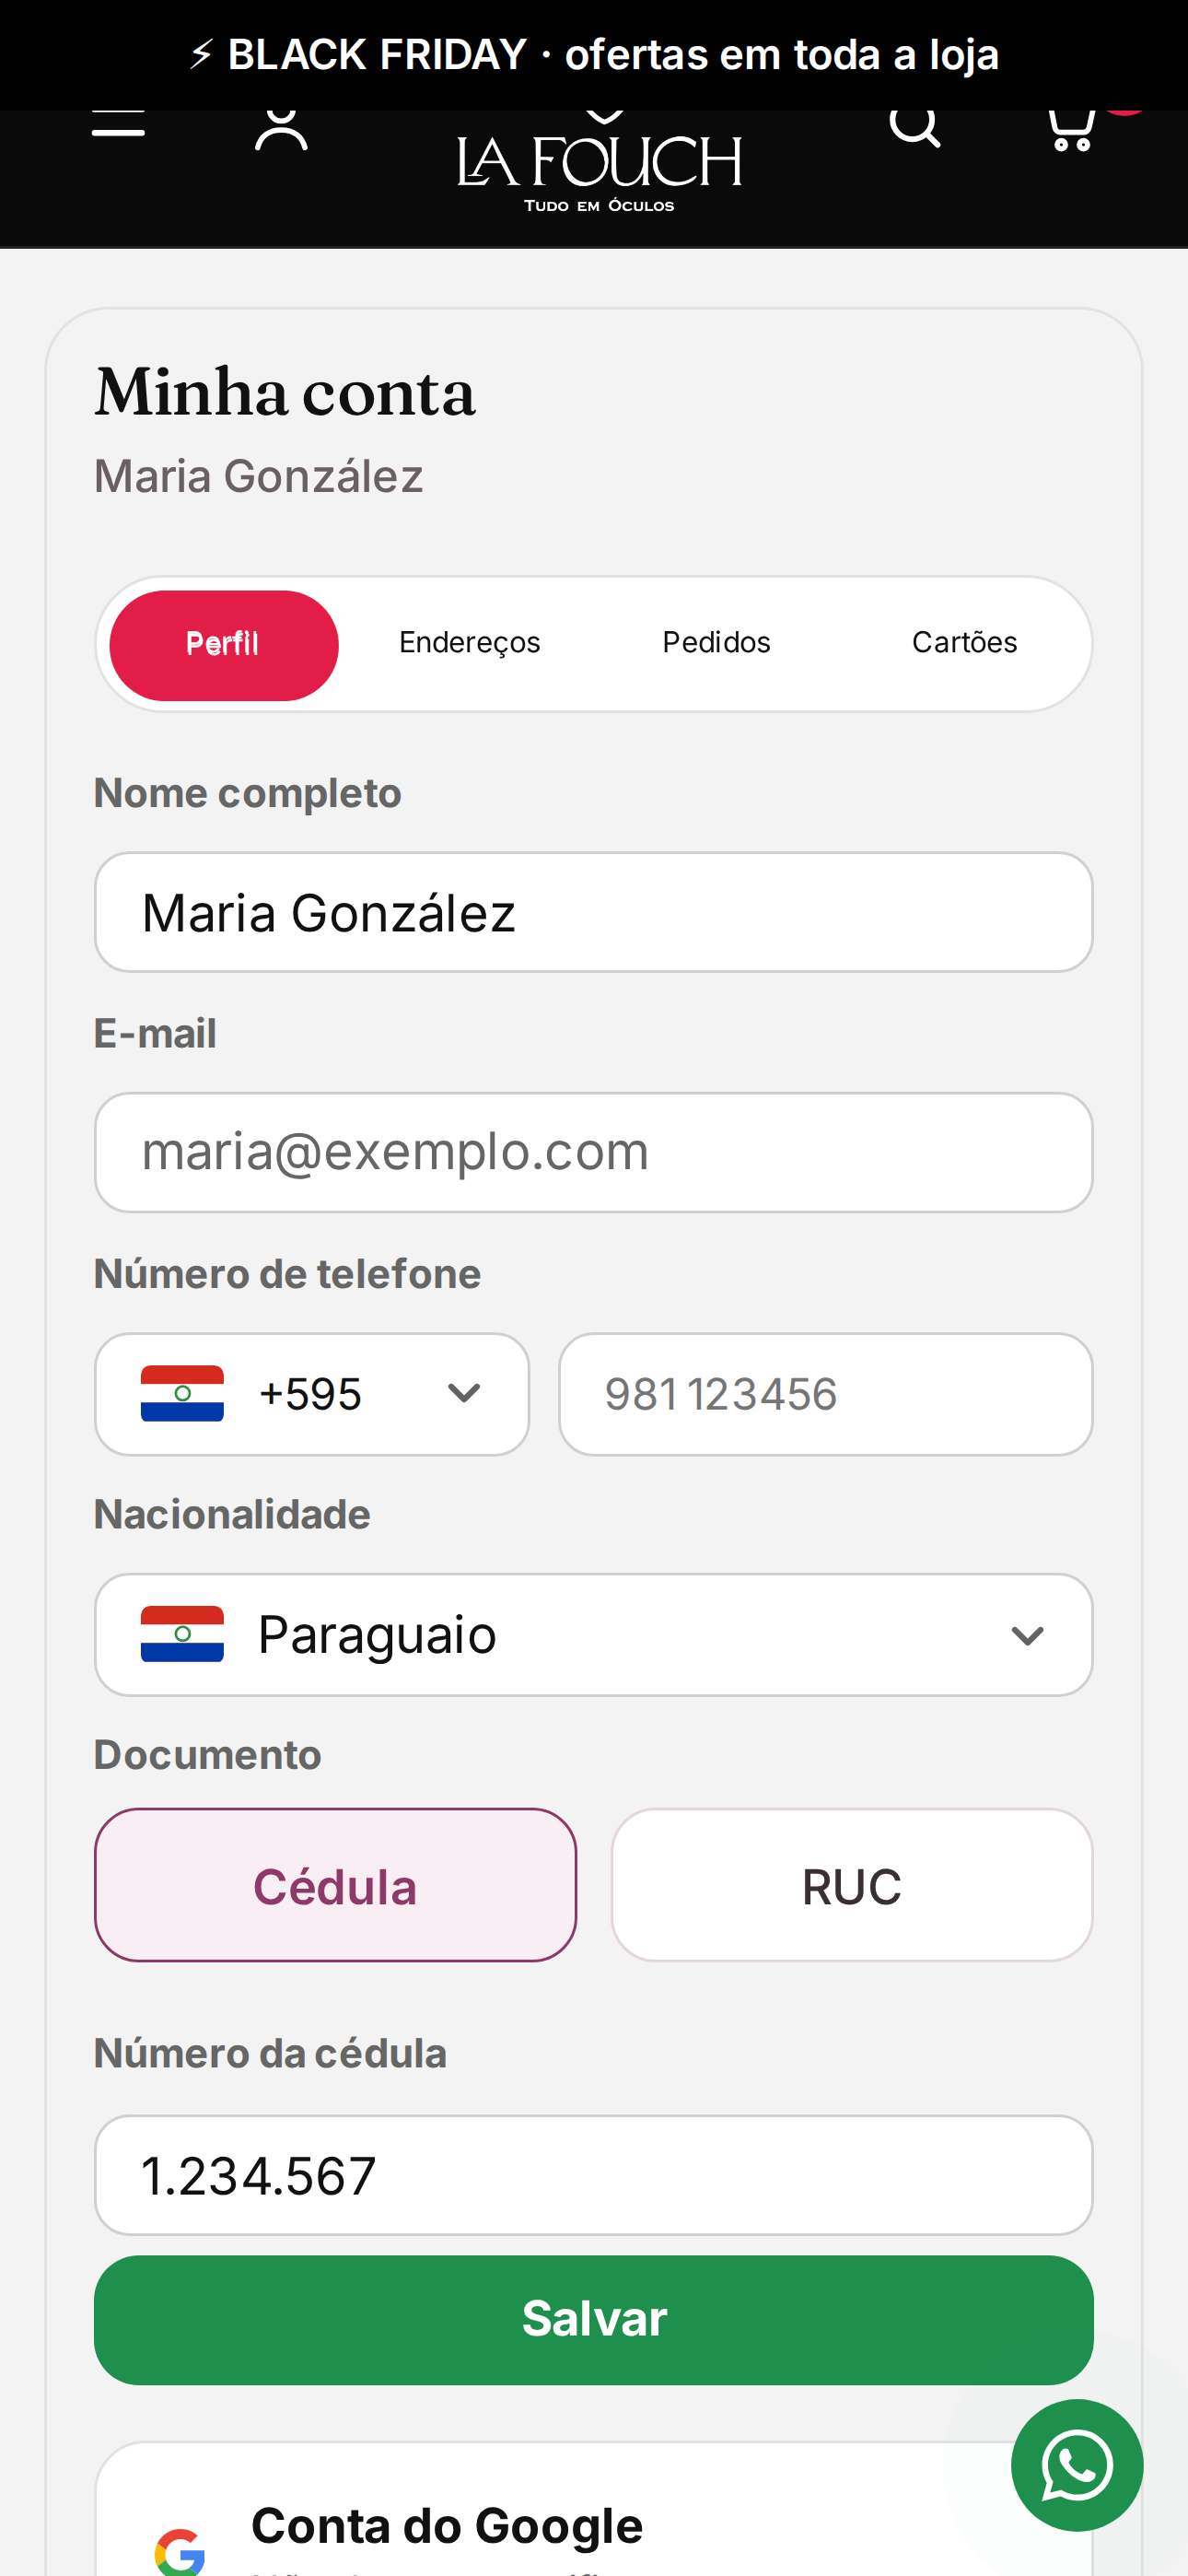 ⚡ BLACK FRIDAY · ofertas em toda a loja
LA FOUCH
Tudo em Óculos
Minha conta
Maria González
Perfil Endereços Pedidos Cartões
Nome completo
Maria González
E-mail
maria@exemplo.com
Número de telefone
+595 981 123456
Nacionalidade
Paraguaio
Documento
Cédula RUC
Número da cédula
1.234.567
Salvar
Conta do Google